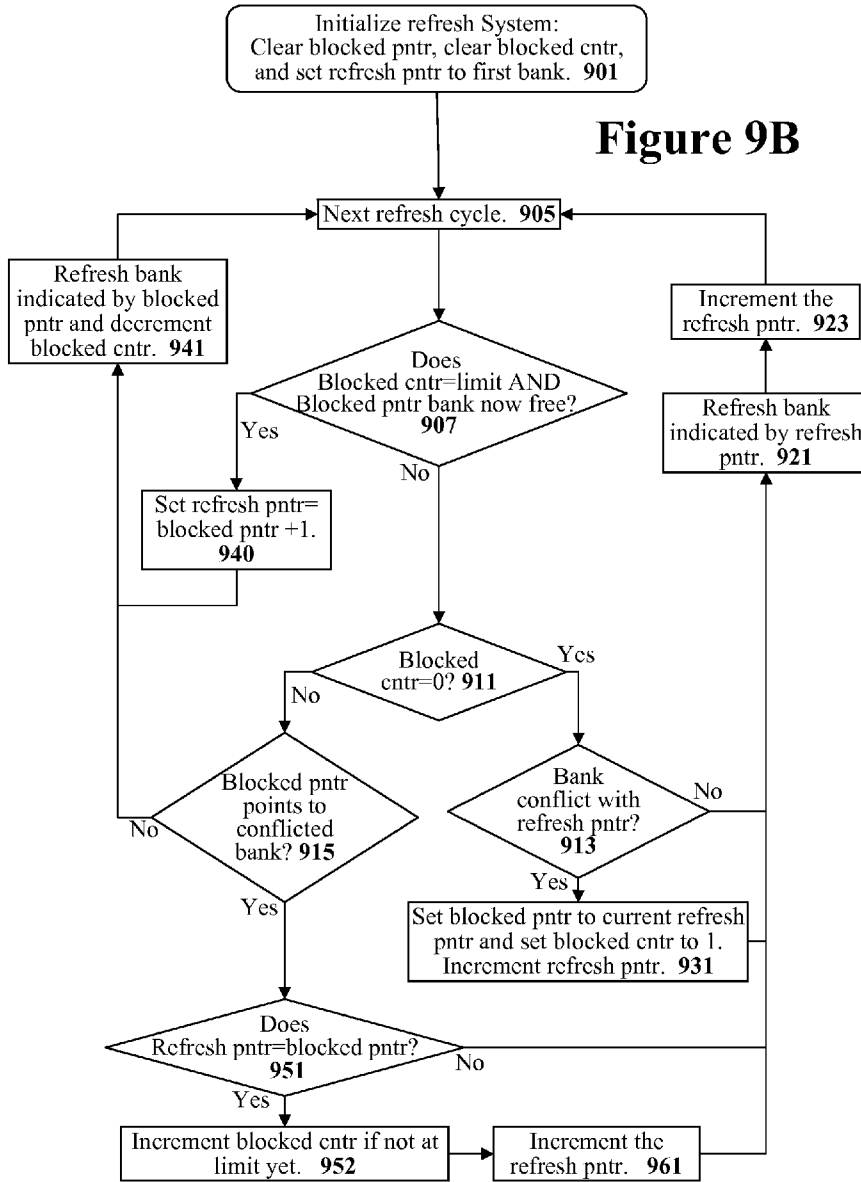 Initialize refresh System:
Clear blocked pntr, clear blocked cntr,
and set refresh pntr to first bank. 901
Figure 9B
Next refresh cycle. 905
Refresh bank
indicated by blocked
pntr and decrement
blocked cntr. 941
Increment the
refresh pntr. 923
Does
Blocked cntr=limit AND
Blocked pntr bank now free?
907
Yes
No
Refresh bank
indicated by refresh
pntr. 921
Set refresh pntr=
blocked pntr +1.
940
Blocked
cntr=0? 911
No
Yes
Blocked pntr
points to
conflicted
bank? 915
No
Yes
Bank
conflict with
refresh pntr?
913
No
Yes
Set blocked pntr to current refresh
pntr and set blocked cntr to 1.
Increment refresh pntr. 931
Does
Refresh pntr=blocked pntr?
951
No
Yes
Increment blocked cntr if not at
limit yet. 952
Increment the
refresh pntr. 961